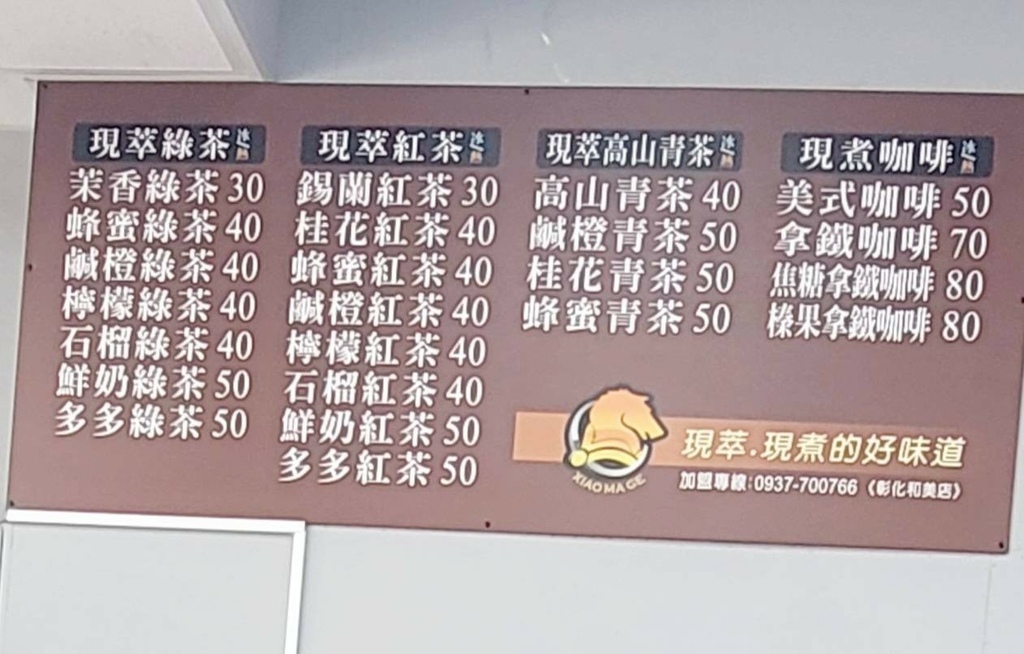 現萃綠茶 冰熱
茉香綠茶 30
蜂蜜綠茶 40
鹹橙綠茶 40
檸檬綠茶 40
石榴綠茶 40
鮮奶綠茶 50
多多綠茶 50
現萃紅茶 冰熱
錫蘭紅茶 30
桂花紅茶 40
蜂蜜紅茶 40
鹹橙紅茶 40
檸檬紅茶 40
石榴紅茶 40
鮮奶紅茶 50
多多紅茶 50
現萃高山青茶 冰熱
高山青茶 40
鹹橙青茶 50
桂花青茶 50
蜂蜜青茶 50
現煮咖啡 冰熱
美式咖啡 50
拿鐵咖啡 70
焦糖拿鐵咖啡 80
榛果拿鐵咖啡 80
XIAO MA GE
現萃.現煮的好味道
加盟專線:0937-700766《彰化和美店》